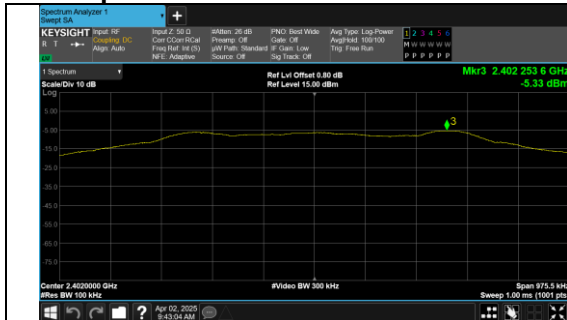 Spectrum Analyzer 1
Swept SA
+
KEYSIGHT Input: RF Input Z: 50 Ω #Atten: 26 dB PNO: Best Wide Avg Type: Log-Power 1 2 3 4 5 6
R T Coupling: DC Corr CCorr RCal Preamp: Off Gate: Off Avg|Hold: 100/100 M W W W W W
Align: Auto Freq Ref: Int (S) µW Path: Standard IF Gain: Low Trig: Free Run
NFE: Adaptive Source: Off Sig Track: Off P P P P P P
1 Spectrum Ref Lvl Offset 0.80 dB Mkr3 2.402 253 6 GHz
Scale/Div 10 dB Ref Level 15.00 dBm -5.33 dBm
Log
5.00
3
-5.00
-15.0
-25.0
-35.0
-45.0
-55.0
-65.0
-75.0
Center 2.4020000 GHz #Video BW 300 kHz Span 975.5 kHz
#Res BW 100 kHz Sweep 1.00 ms (1001 pts)
? Apr 02, 2025
9:43:04 AM